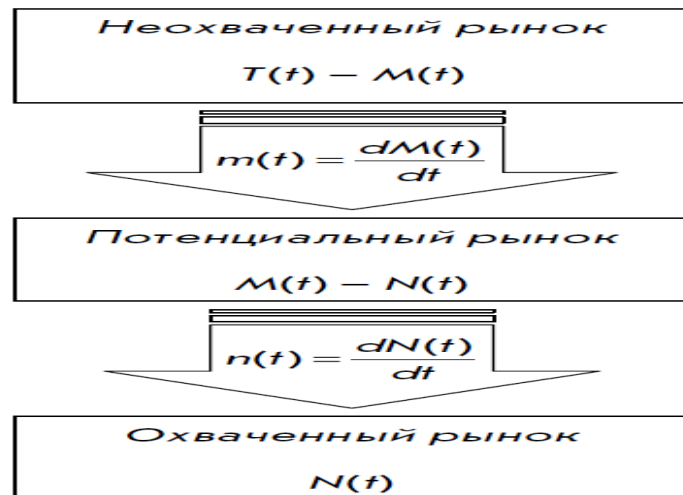 Неохваченный рынок
T(t) − M(t)
m(t) = dM(t)/dt
Потенциальный рынок
M(t) − N(t)
n(t) = dN(t)/dt
Охваченный рынок
N(t)